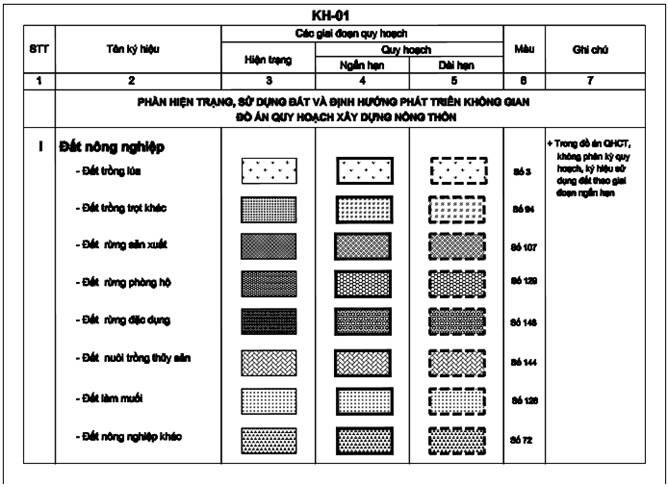 KH-01
STT
Tên ký hiệu
Các giai đoạn quy hoạch
Hiện trạng
Quy hoạch
Ngắn hạn
Dài hạn
Màu
Ghi chú
1 2 3 4 5 6 7
PHẦN HIỆN TRẠNG, SỬ DỤNG ĐẤT VÀ ĐỊNH HƯỚNG PHÁT TRIỂN KHÔNG GIAN
ĐỒ ÁN QUY HOẠCH XÂY DỰNG NÔNG THÔN
I Đất nông nghiệp
+ Trong đồ án QHCT,
không phân kỳ quy
hoạch, ký hiệu sử
dụng đất theo giai
đoạn ngắn hạn
- Đất trồng lúa Số 3
- Đất trồng trọt khác Số 94
- Đất rừng sản xuất Số 107
- Đất rừng phòng hộ Số 129
- Đất rừng đặc dụng Số 146
- Đất nuôi trồng thủy sản Số 144
- Đất làm muối Số 126
- Đất nông nghiệp khác Số 72